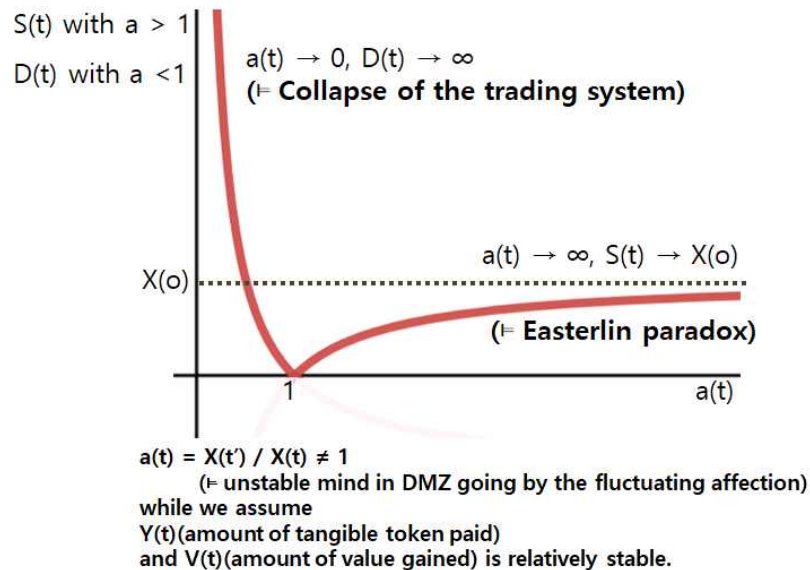 S(t) with a > 1
D(t) with a <1
a(t) → 0, D(t) → ∞
(⊧ Collapse of the trading system)
a(t) → ∞, S(t) → X(o)
X(o)
(⊧ Easterlin paradox)
1
a(t)
a(t) = X(t′) / X(t) ≠ 1
(⊧ unstable mind in DMZ going by the fluctuating affection)
while we assume
Y(t)(amount of tangible token paid)
and V(t)(amount of value gained) is relatively stable.